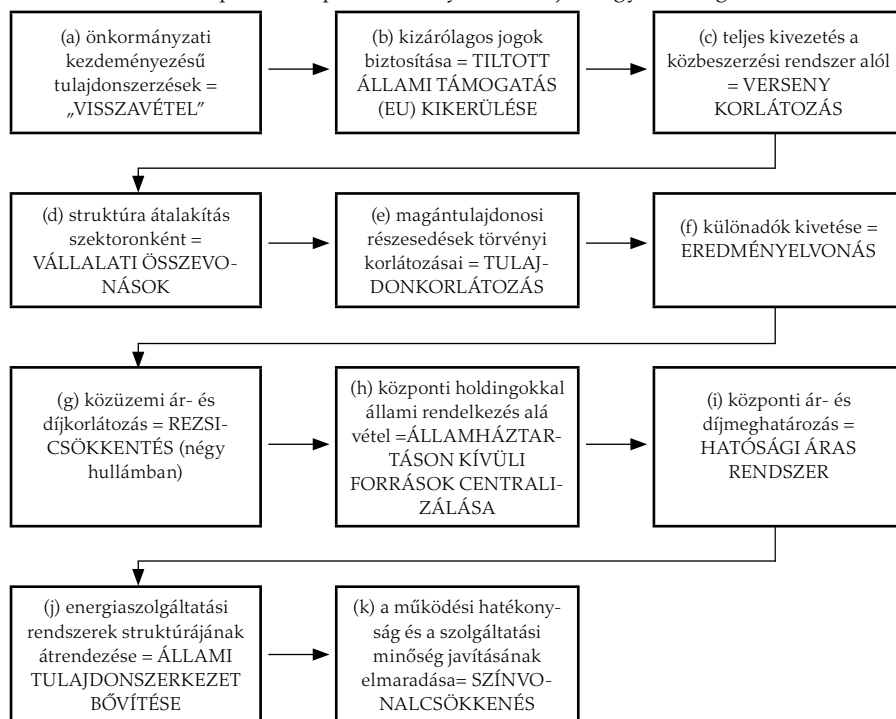 (a) önkormányzati
kezdeményezésű
tulajdonszerzések =
„VISSZAVÉTEL”
(b) kizárólagos jogok
biztosítása = TILTOTT
ÁLLAMI TÁMOGATÁS
(EU) KIKERÜLÉSE
(c) teljes kivezetés a
közbeszerzési rendszer alól
= VERSENY
KORLÁTOZÁS
(d) struktúra átalakítás
szektoronként =
VÁLLALATI ÖSSZEVO-
NÁSOK
(e) magántulajdonosi
részesedések törvényi
korlátozásai = TULAJ-
DONKORLÁTOZÁS
(f) különadók kivetése =
EREDMÉNYELVONÁS
(g) közüzemi ár- és
díjkorlátozás = REZSI-
CSÖKKENTÉS (négy
hullámban)
(h) központi holdingokkal
állami rendelkezés alá
vétel =ÁLLAMHÁZTAR-
TÁSON KÍVÜLI
FORRÁSOK CENTRALI-
ZÁLÁSA
(i) központi ár- és
díjmeghatározás =
HATÓSÁGI ÁRAS
RENDSZER
(j) energiaszolgáltatási
rendszerek struktúrájának
átrendezése = ÁLLAMI
TULAJDONSZERKEZET
BŐVÍTÉSE
(k) a működési hatékony-
ság és a szolgáltatási
minőség javításának
elmaradása= SZÍNVO-
NALCSÖKKENÉS